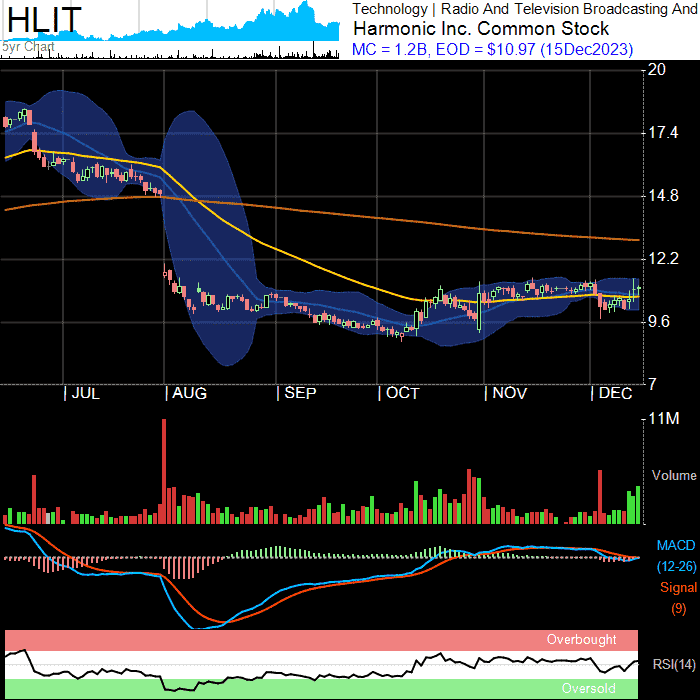 HLIT
5yr Chart
Technology | Radio And Television Broadcasting And
Harmonic Inc. Common Stock
MC = 1.2B, EOD = $10.97 (15Dec2023)
20
17.4
14.8
12.2
9.6
7
| JUL | AUG | SEP | OCT | NOV | DEC
11M
Volume
MACD
(12-26)
Signal
(9)
Overbought
RSI(14)
Oversold